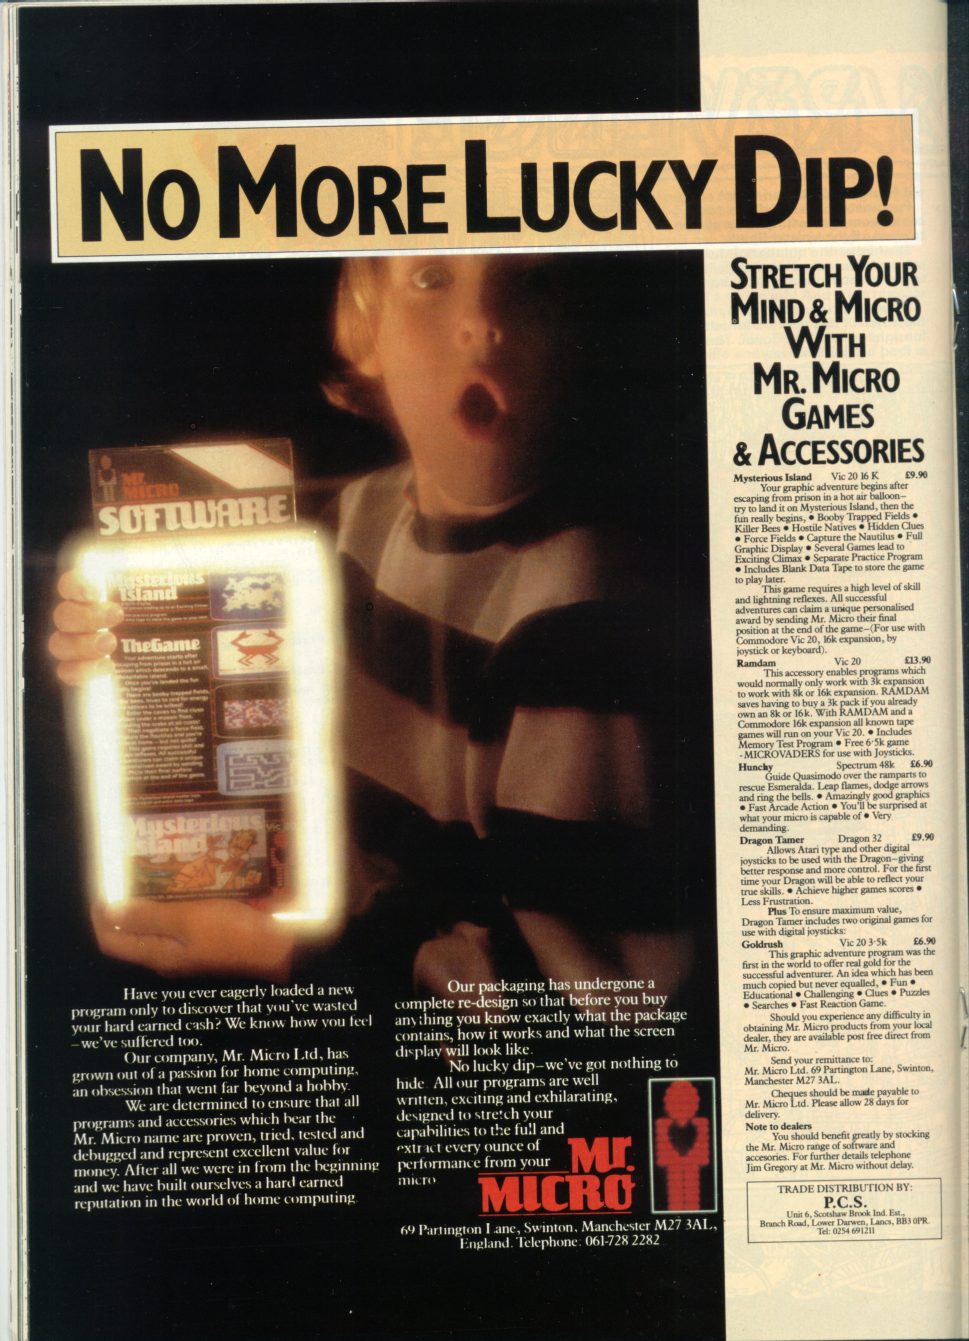 NO MORE LUCKY DIP!
STRETCH YOUR
MIND & MICRO
WITH
MR. MICRO
GAMES
& ACCESSORIES
Mysterious Island Vic 20 16 K £9.90
Your graphic adventure begins after
escaping from prison in a hot air balloon–
try to land it on Mysterious Island, then the
fun really begins, • Booby Trapped Fields •
Killer Bees • Hostile Natives • Hidden Clues
• Force Fields • Capture the Nautilus • Full
Graphic Display • Several Games lead to
Exciting Climax • Separate Practice Program
• Includes Blank Data Tape to store the game
to play later.
This game requires a high level of skill
and lightning reflexes. All successful
adventures can claim a unique personalised
award by sending Mr. Micro their final
position at the end of the game–(For use with
Commodore Vic 20, 16k expansion, by
joystick or keyboard).
Ramdam Vic 20 £13.90
This accessory enables programs which
would normally only work with 3k expansion
to work with 8k or 16k expansion. RAMDAM
saves having to buy a 3k pack if you already
own an 8k or 16k. With RAMDAM and a
Commodore 16k expansion all known tape
games will run on your Vic 20. • Includes
Memory Test Program • Free 6·5k game
-MICROVADERS for use with Joysticks.
Hunchy Spectrum 48k £6.90
Guide Quasimodo over the ramparts to
rescue Esmeralda. Leap flames, dodge arrows
and ring the bells. • Amazingly good graphics
• Fast Arcade Action • You'll be surprised at
what your micro is capable of • Very
demanding.
Dragon Tamer Dragon 32 £9.90
Allows Atari type and other digital
joysticks to be used with the Dragon–giving
better response and more control. For the first
time your Dragon will be able to reflect your
true skills. • Achieve higher games scores •
Less Frustration.
Plus To ensure maximum value,
Dragon Tamer includes two original games for
use with digital joysticks:
Goldrush Vic 20 3·5k £6.90
This graphic adventure program was the
first in the world to offer real gold for the
successful adventurer. An idea which has been
much copied but never equalled, • Fun •
Educational • Challenging • Clues • Puzzles
• Searches • Fast Reaction Game.
Should you experience any difficulty in
obtaining Mr. Micro products from your local
dealer, they are available post free direct from
Mr. Micro.
Send your remittance to:
Mr. Micro Ltd. 69 Partington Lane, Swinton,
Manchester M27 3AL.
Cheques should be made payable to
Mr. Micro Ltd. Please allow 28 days for
delivery.
Note to dealers
You should benefit greatly by stocking
the Mr. Micro range of software and
accesories. For further details telephone
Jim Gregory at Mr. Micro without delay.
TRADE DISTRIBUTION BY:
P.C.S.
Unit 6, Scotshaw Brook Ind. Est.,
Branch Road, Lower Darwen, Lancs, BB3 0PR.
Tel: 0254 691211
Mr.
MICRO
SOFTWARE
Mysterious
Island
The Game
Mysterious
Island
Have you ever eagerly loaded a new
program only to discover that you've wasted
your hard earned cash? We know how you feel
–we've suffered too.
Our company, Mr. Micro Ltd, has
grown out of a passion for home computing,
an obsession that went far beyond a hobby.
We are determined to ensure that all
programs and accessories which bear the
Mr. Micro name are proven, tried, tested and
debugged and represent excellent value for
money. After all we were in from the beginning
and we have built ourselves a hard earned
reputation in the world of home computing.
Our packaging has undergone a
complete re-design so that before you buy
anything you know exactly what the package
contains, how it works and what the screen
display will look like.
No lucky dip–we've got nothing to
hide. All our programs are well
written, exciting and exhilarating,
designed to stretch your
capabilities to the full and
extract every ounce of
performance from your
micro
Mr.
MICRO
69 Partington Lane, Swinton, Manchester M27 3AL,
England. Telephone: 061-728 2282